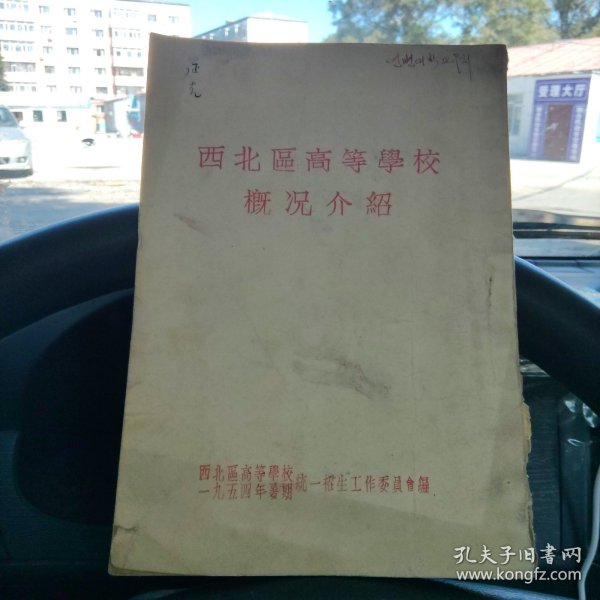 西北區高等學校
概况介紹
西北區高等學校
一九五四年暑期
統一招生工作委員會編
管理大厅
孔夫子旧书网
www.kongfz.com